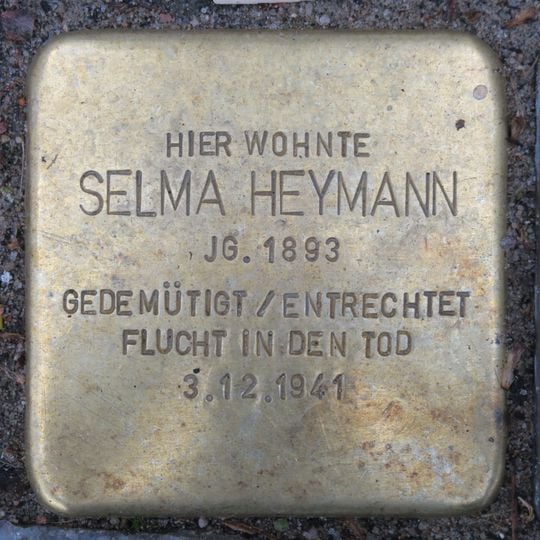 HIER WOHNTE
SELMA HEYMANN
JG. 1893
GEDEMÜTIGT / ENTRECHTET
FLUCHT IN DEN TOD
3.12.1941